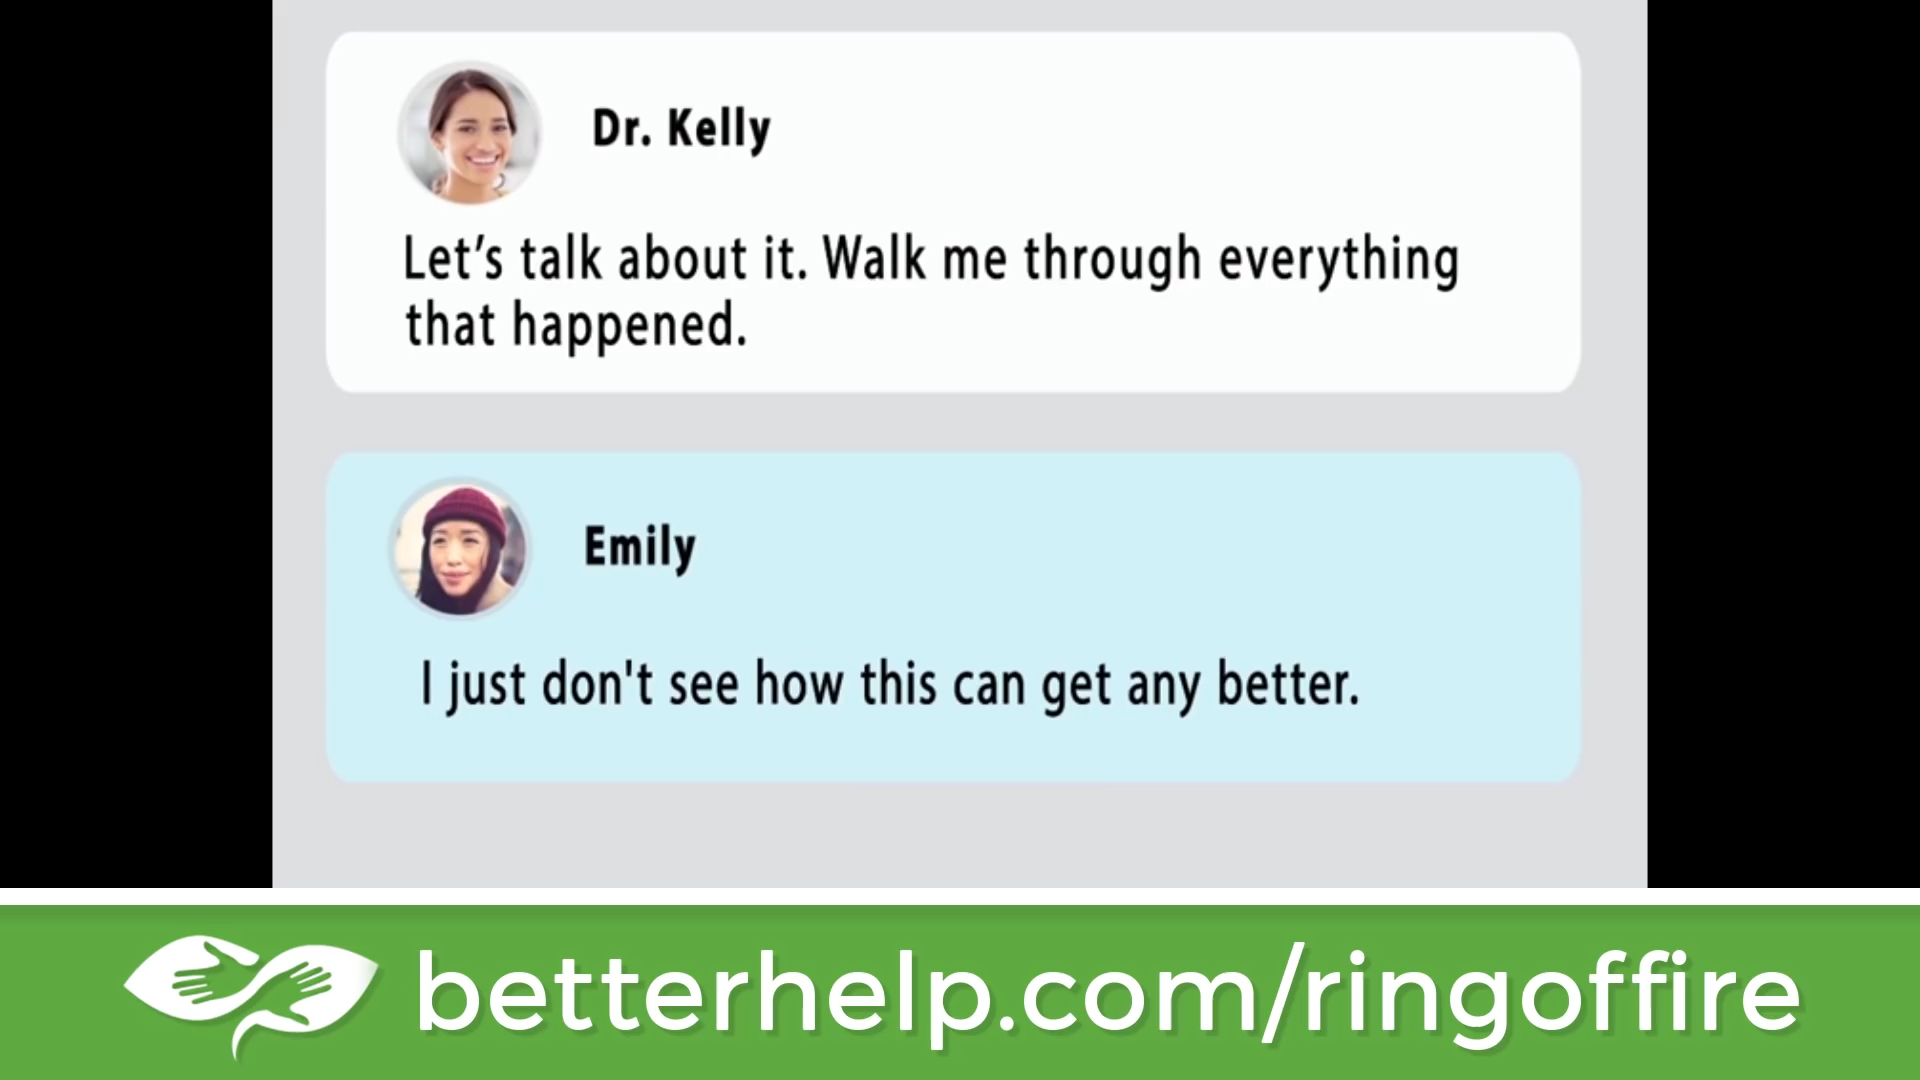 Dr. Kelly
Let’s talk about it. Walk me through everything
that happened.
Emily
I just don't see how this can get any better.
betterhelp.com/ringoffire